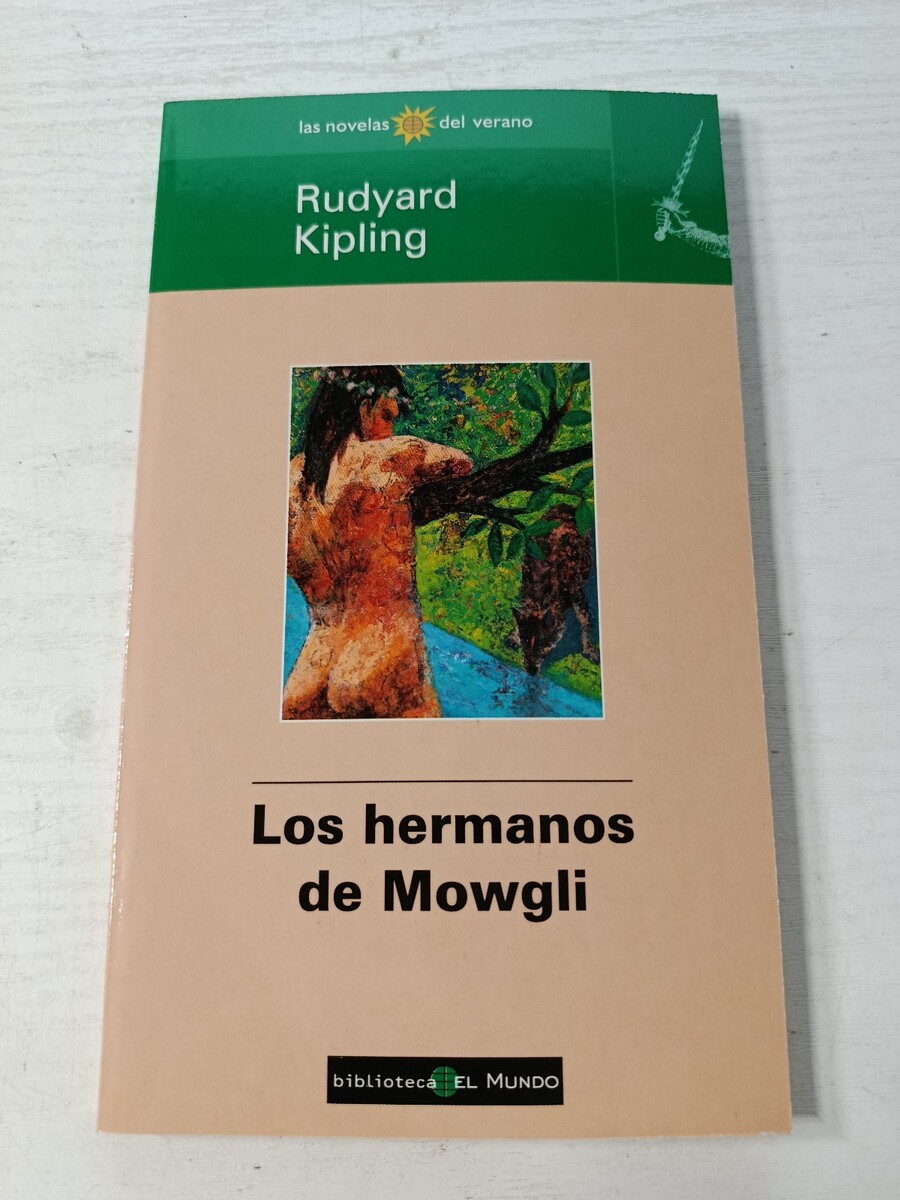 las novelas del verano
Rudyard
Kipling
Los hermanos
de Mowgli
biblioteca EL MUNDO